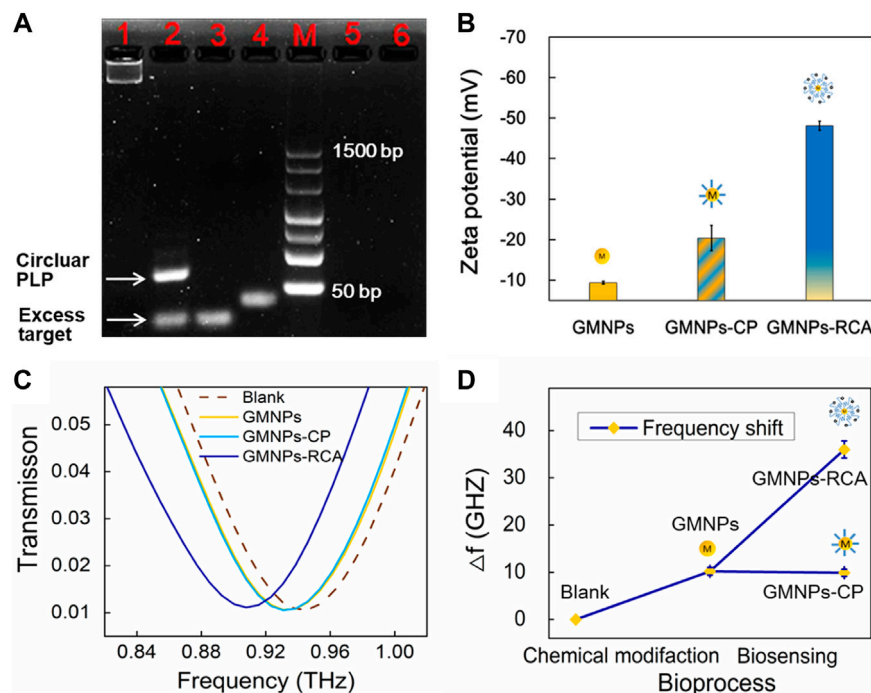 A
1 2 3 4 M 5 6
1500 bp
Circluar
PLP
50 bp
Excess
target
B
Zeta potential (mV)
-70
-60
-50
-40
-30
-20
-10
M
M
M
GMNPs GMNPs-CP GMNPs-RCA
C
Transmisson
0.05
0.04
0.03
0.02
0.01
Blank
GMNPs
GMNPs-CP
GMNPs-RCA
0.84 0.88 0.92 0.96 1.00
Frequency (THz)
D
Δf (GHZ)
40
30
20
10
0
Frequency shift
GMNPs-RCA
GMNPs
M
M
M
Blank
GMNPs-CP
Chemical modifaction Biosensing
Bioprocess